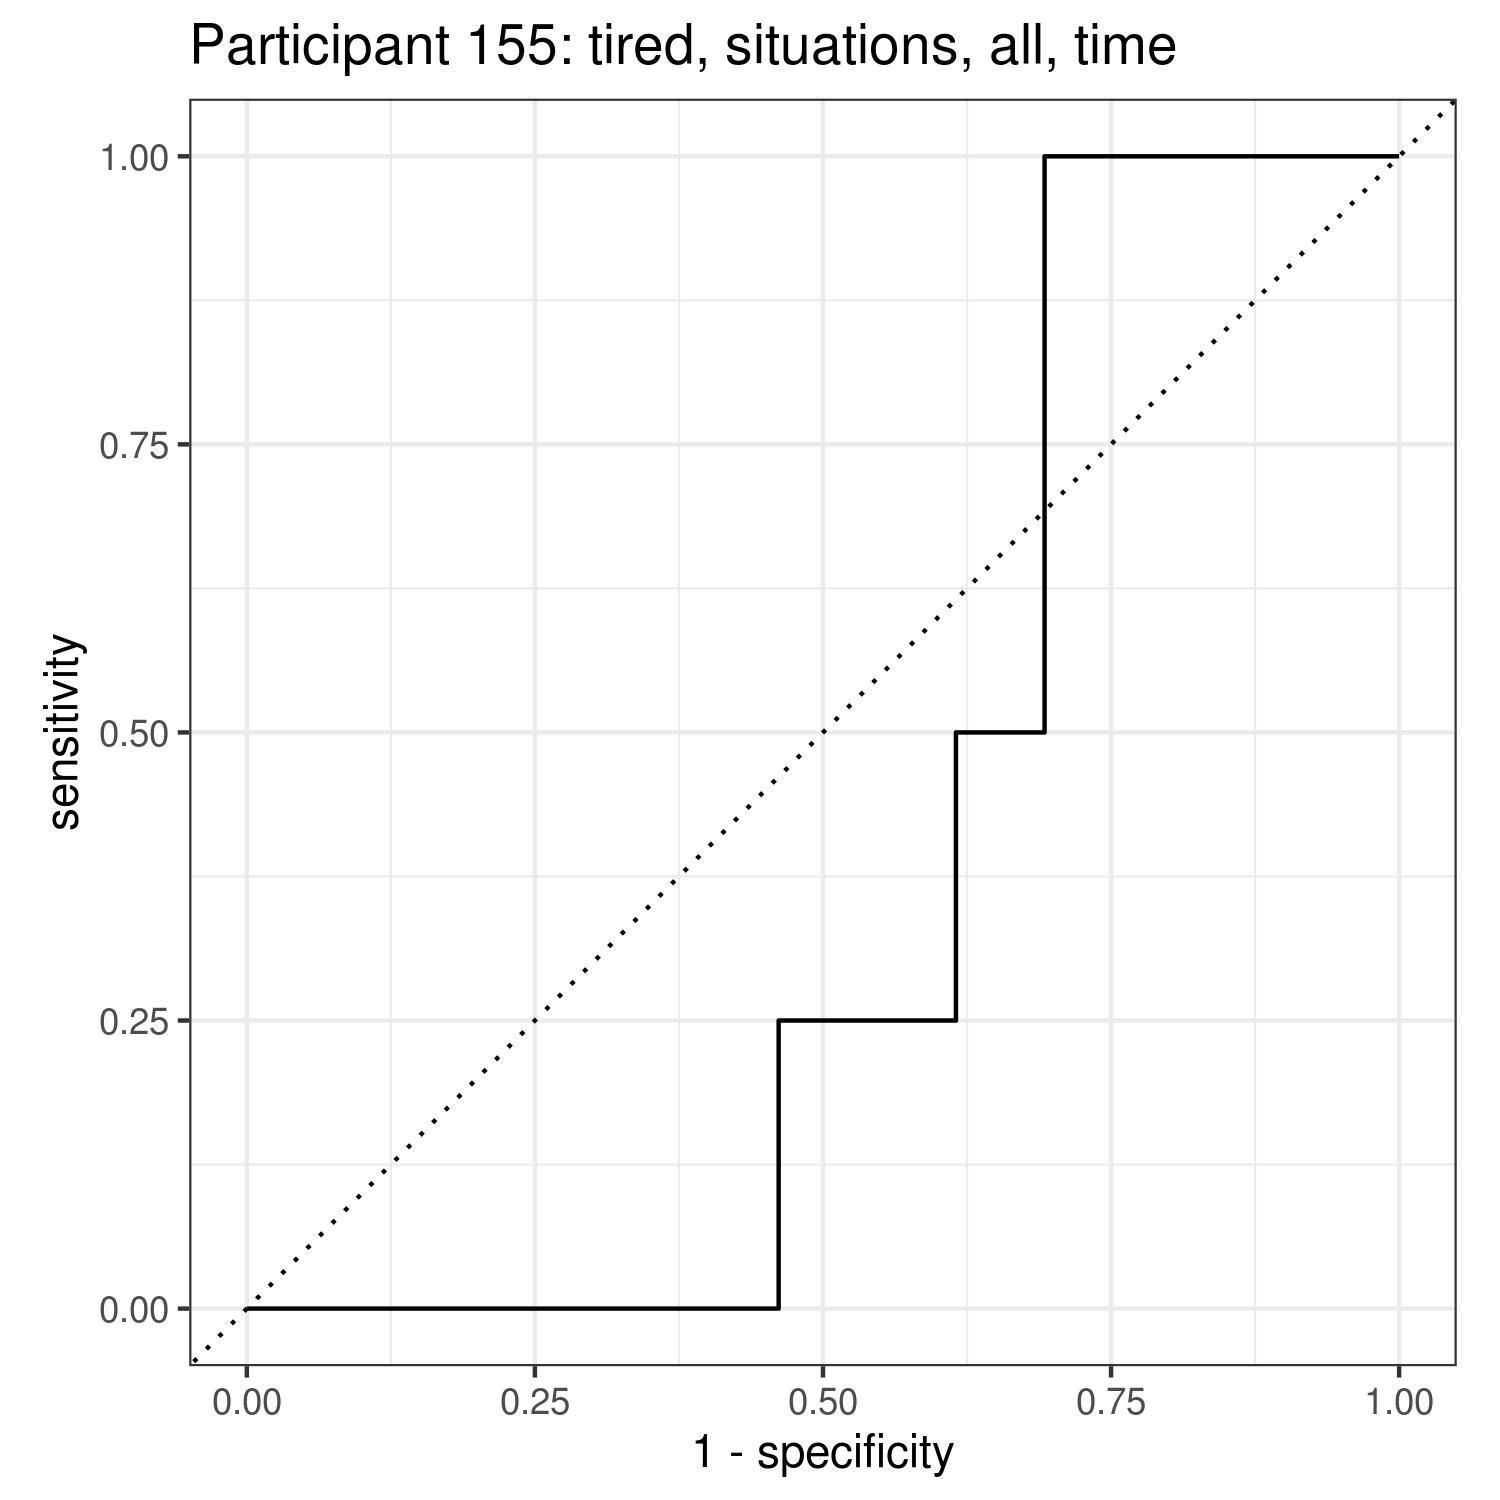 Participant 155: tired, situations, all, time
1.00
0.75
0.50
0.25
0.00
sensitivity
0.00 0.25 0.50 0.75 1.00
1 - specificity